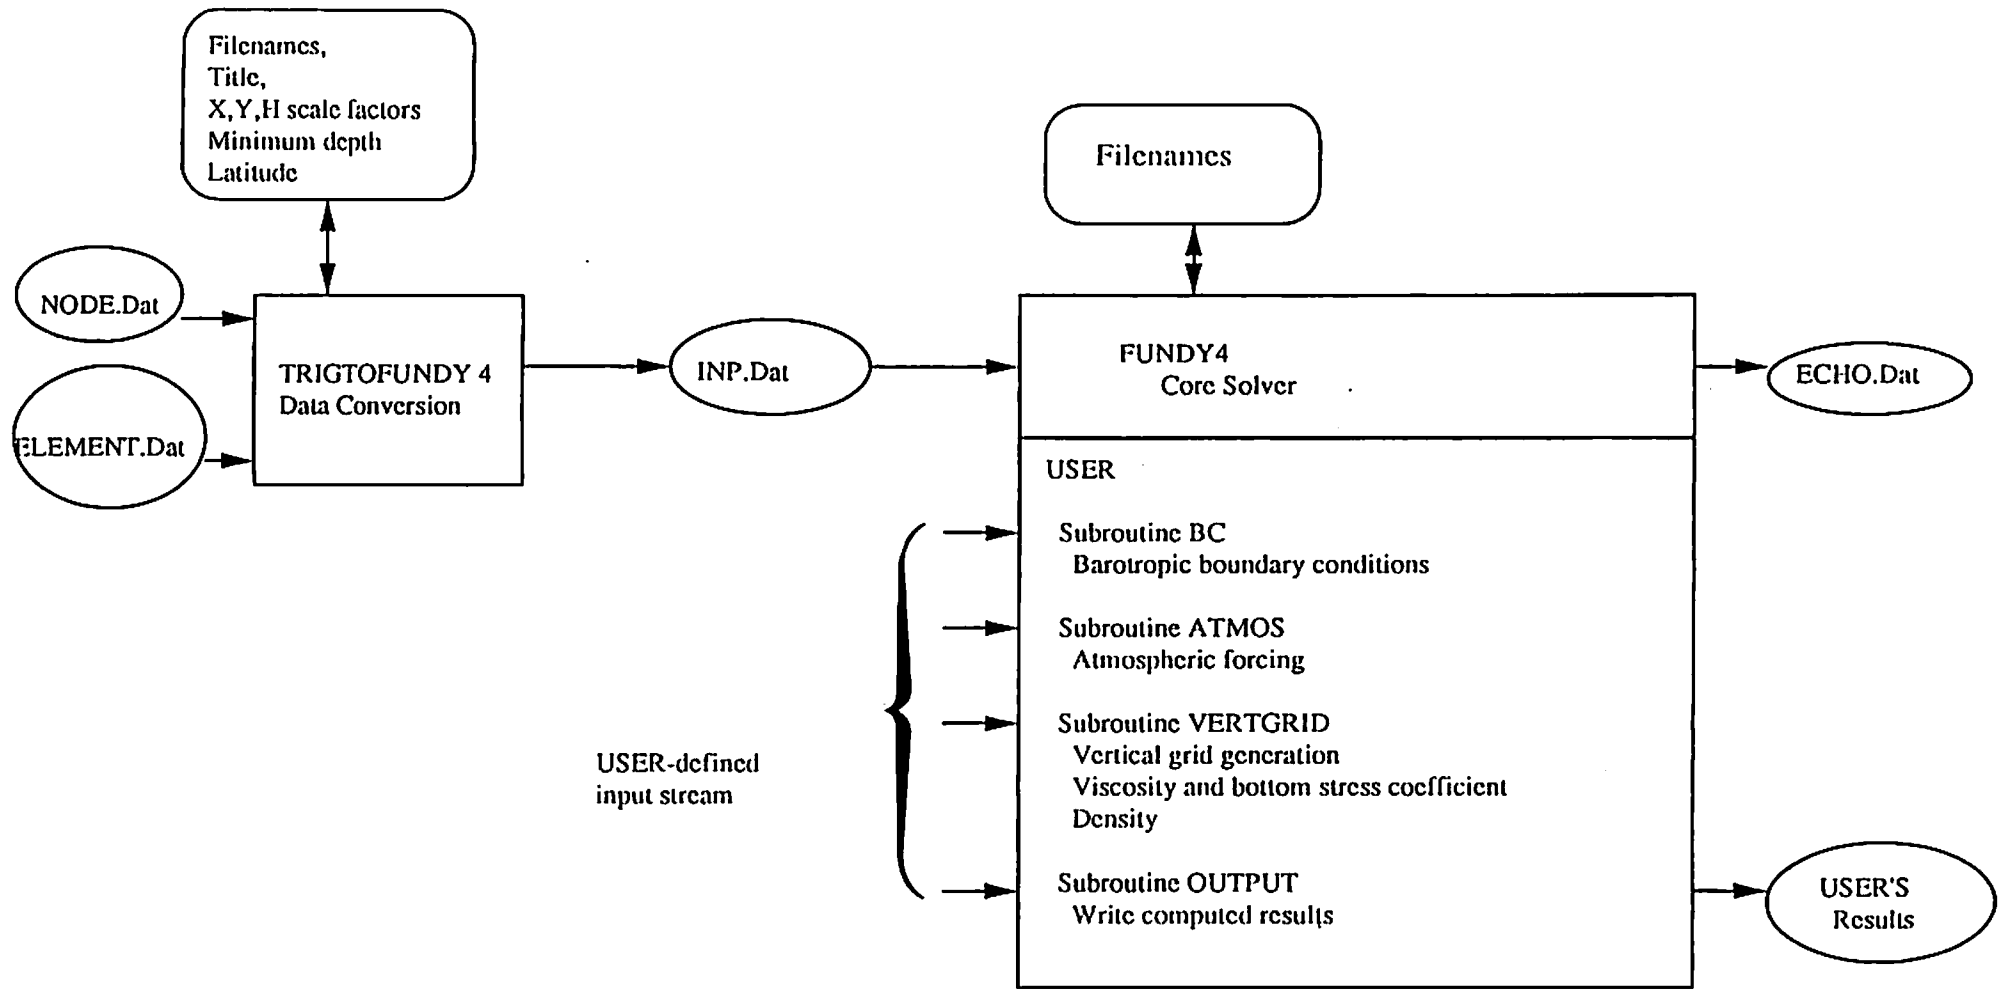 Filenames,
Title,
X,Y,H scale factors
Minimum depth
Latitude
Filenames
NODE.Dat
ELEMENT.Dat
TRIGTOFUNDY 4
Data Conversion
INP.Dat
FUNDY4
Core Solver
ECHO.Dat
USER
Subroutine BC
Barotropic boundary conditions
Subroutine ATMOS
Atmospheric forcing
Subroutine VERTGRID
Vertical grid generation
Viscosity and bottom stress coefficient
Density
Subroutine OUTPUT
Write computed results
USER-defined
input stream
USER'S
Results